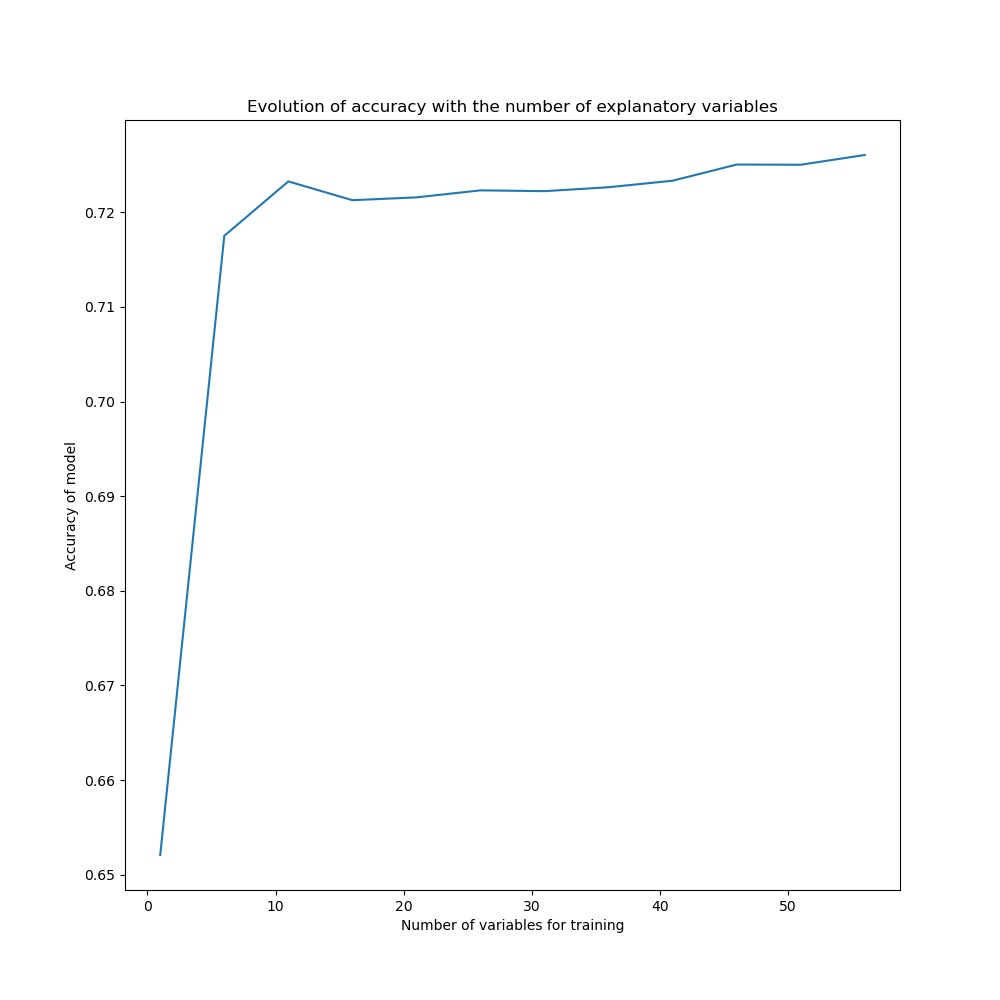 Evolution of accuracy with the number of explanatory variables
Accuracy of model
0.72
0.71
0.70
0.69
0.68
0.67
0.66
0.65
0 10 20 30 40 50
Number of variables for training